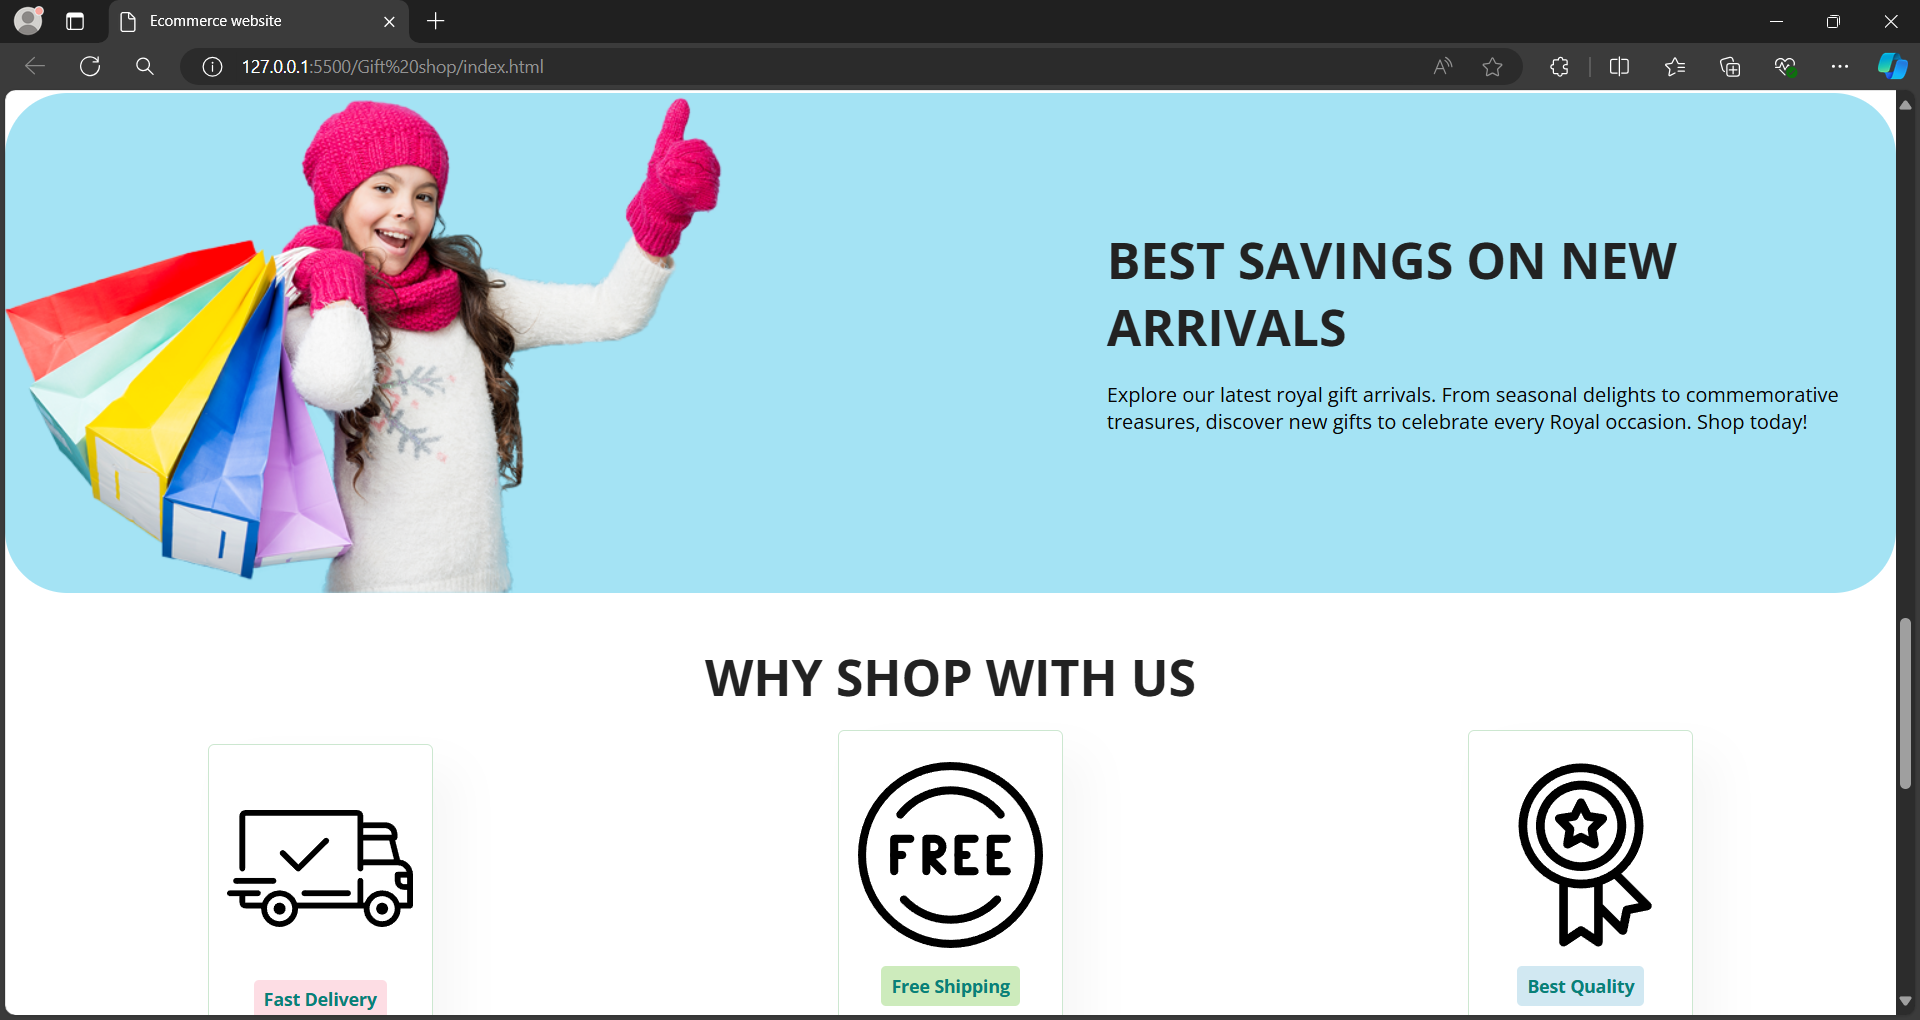 Ecommerce website
127.0.0.1:5500/Gift%20shop/index.html
BEST SAVINGS ON NEW
ARRIVALS
Explore our latest royal gift arrivals. From seasonal delights to commemorative
treasures, discover new gifts to celebrate every Royal occasion. Shop today!
WHY SHOP WITH US
FREE
Fast Delivery
Free Shipping
Best Quality